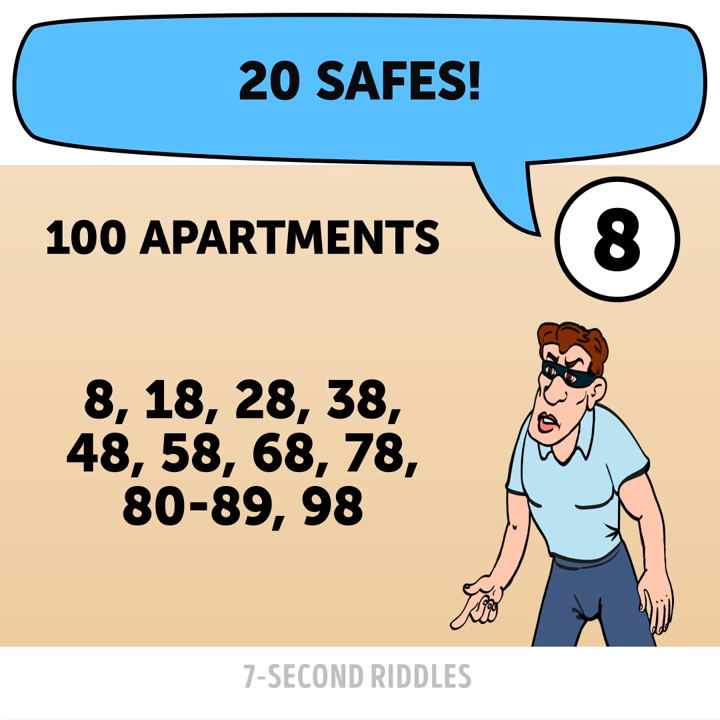 20 SAFES!
100 APARTMENTS
8
8, 18, 28, 38,
48, 58, 68, 78,
80-89, 98
7-SECOND RIDDLES